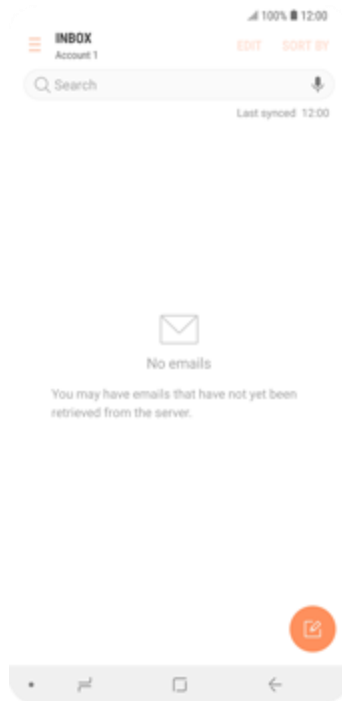 100% 12:00
INBOX
Account 1
EDIT SORT BY
Search
Last synced 12:00
No emails
You may have emails that have not yet been
retrieved from the server.